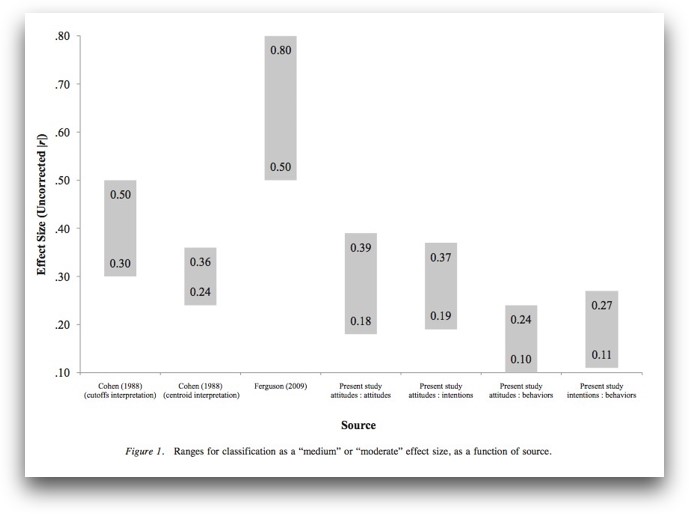 .80
.70
.60
.50
.40
.30
.20
.10
Effect Size (Uncorrected |r|)
0.50
0.30
0.36
0.24
0.80
0.50
0.39
0.18
0.37
0.19
0.24
0.10
0.27
0.11
Cohen (1988)
(cutoffs interpretation)
Cohen (1988)
(centroid interpretation)
Ferguson (2009)
Present study
attitudes : attitudes
Present study
attitudes : intentions
Present study
attitudes : behaviors
Present study
intentions : behaviors
Source
Figure 1. Ranges for classification as a “medium” or “moderate” effect size, as a function of source.